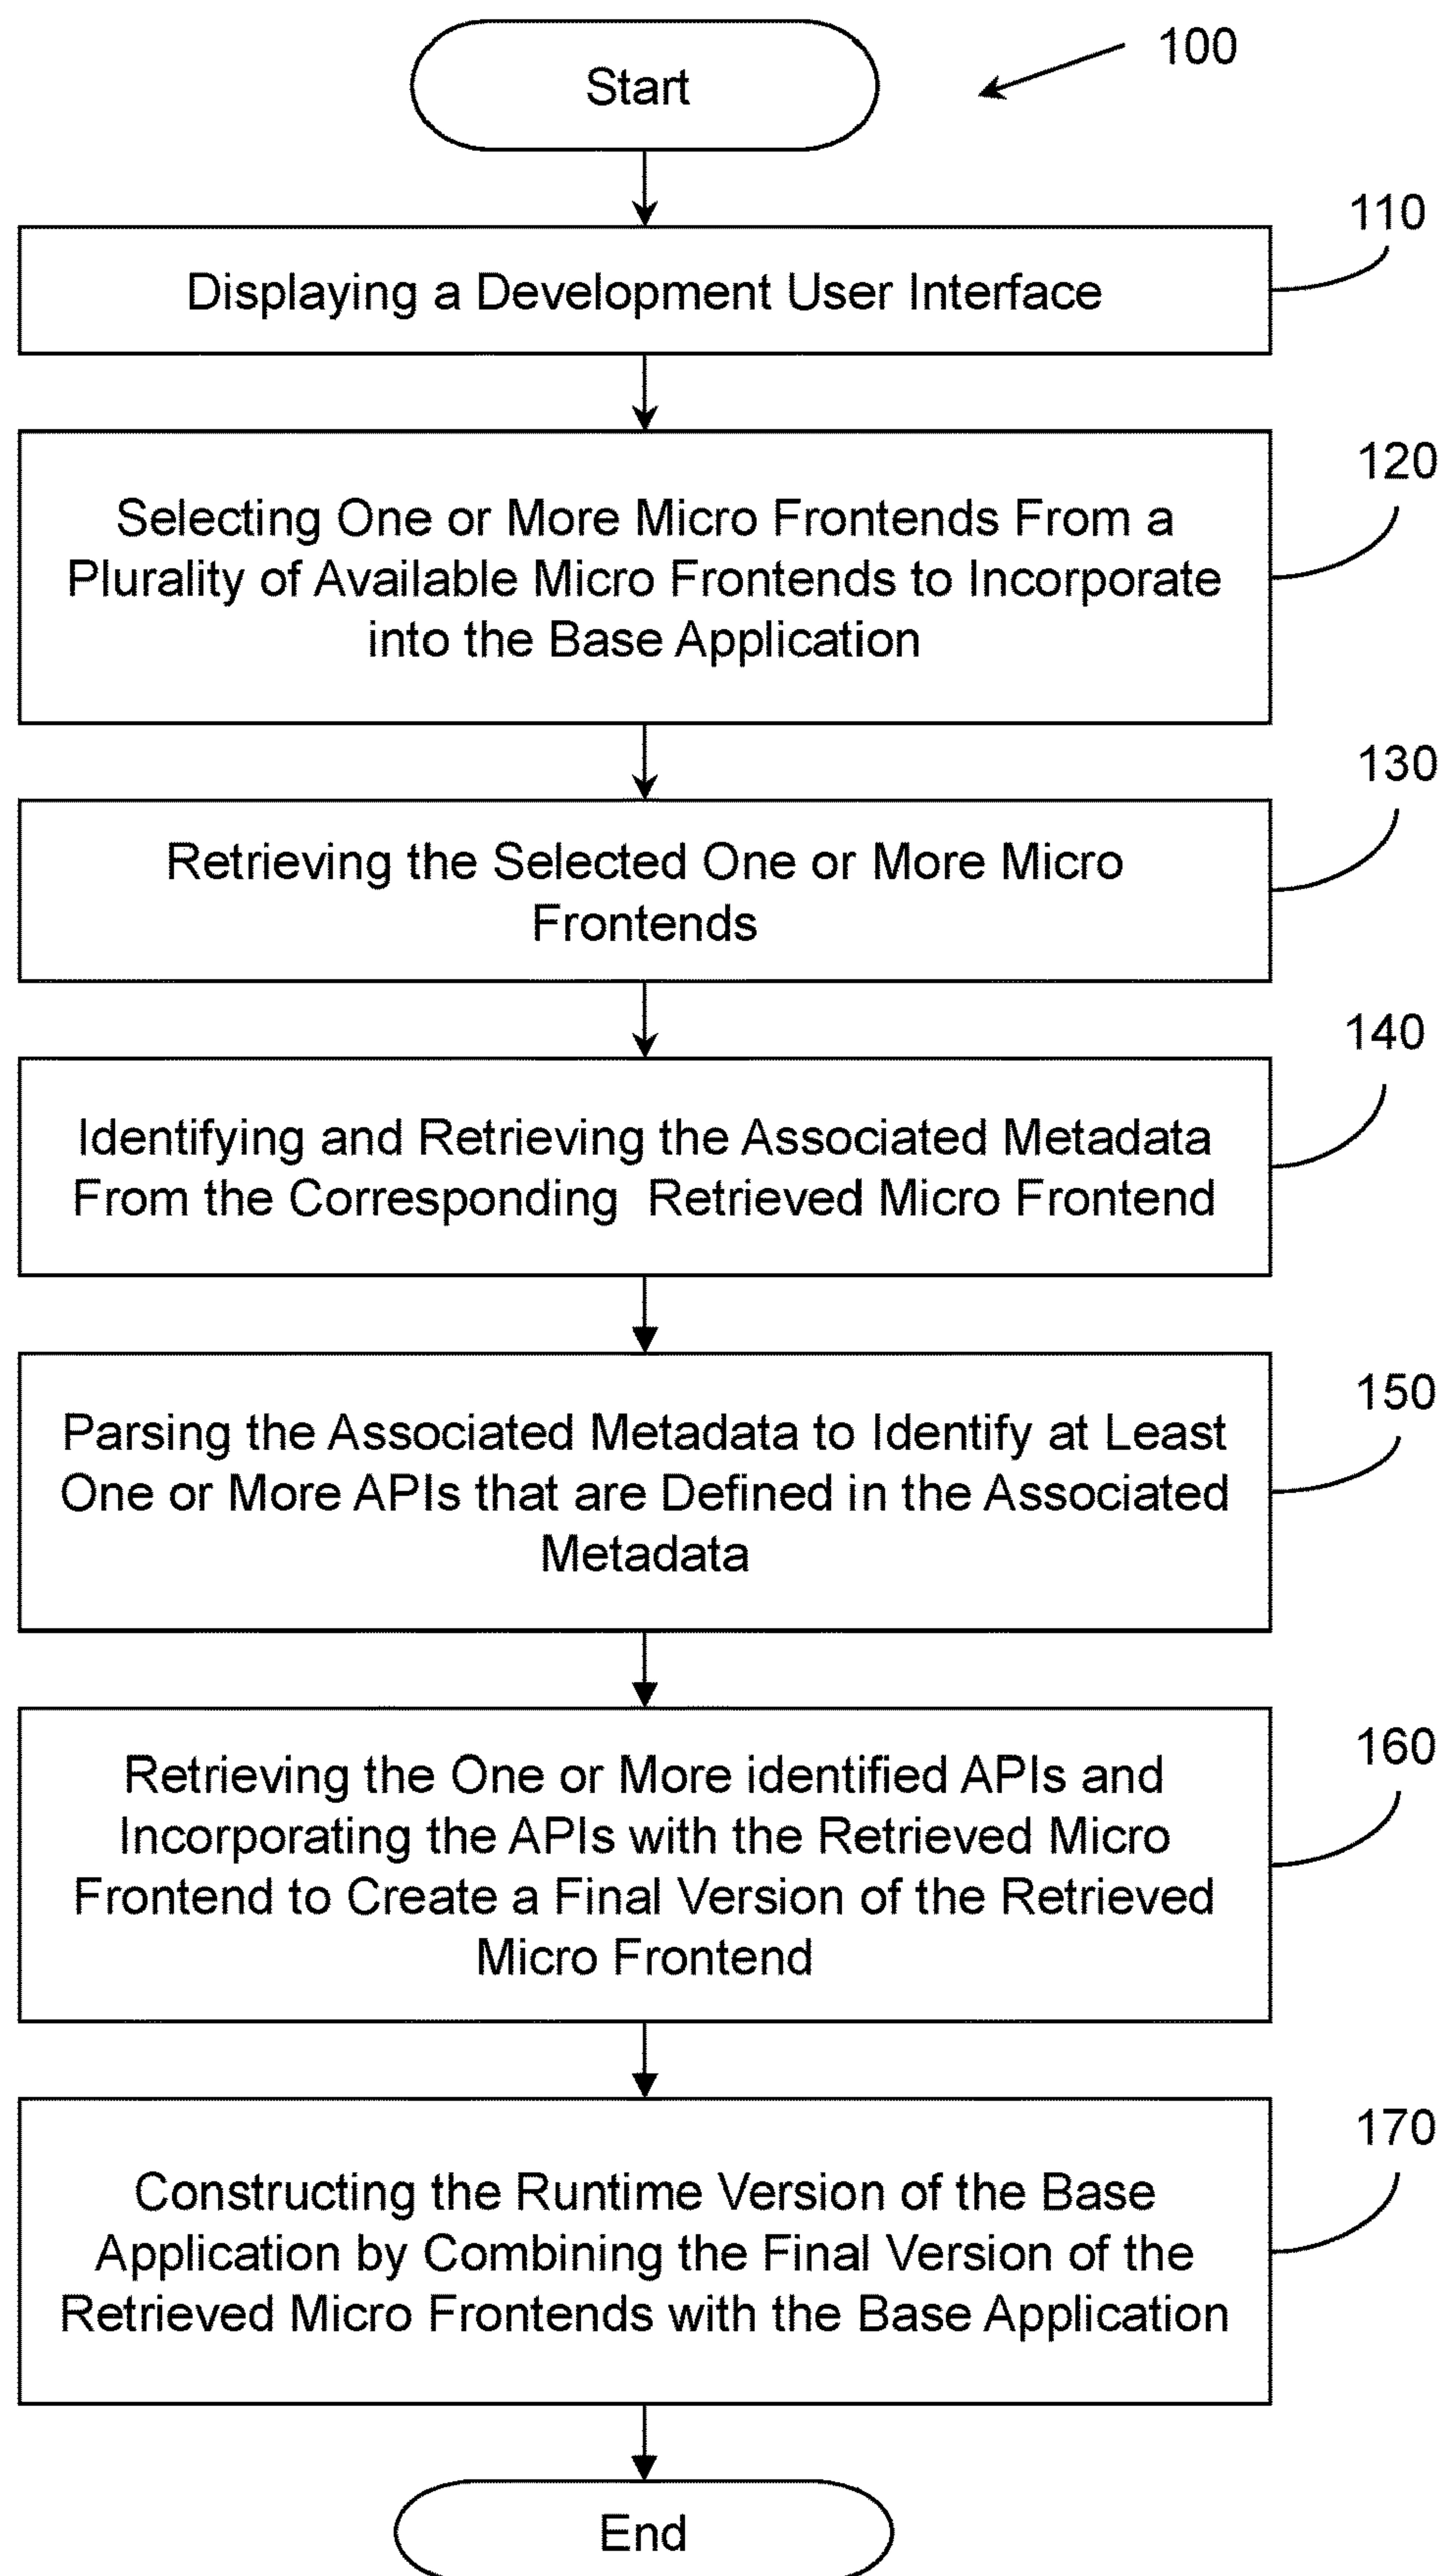 Start
100
110
Displaying a Development User Interface
120
Selecting One or More Micro Frontends From a
Plurality of Available Micro Frontends to Incorporate
into the Base Application
130
Retrieving the Selected One or More Micro
Frontends
140
Identifying and Retrieving the Associated Metadata
From the Corresponding Retrieved Micro Frontend
150
Parsing the Associated Metadata to Identify at Least
One or More APIs that are Defined in the Associated
Metadata
160
Retrieving the One or More identified APIs and
Incorporating the APIs with the Retrieved Micro
Frontend to Create a Final Version of the Retrieved
Micro Frontend
170
Constructing the Runtime Version of the Base
Application by Combining the Final Version of the
Retrieved Micro Frontends with the Base Application
End